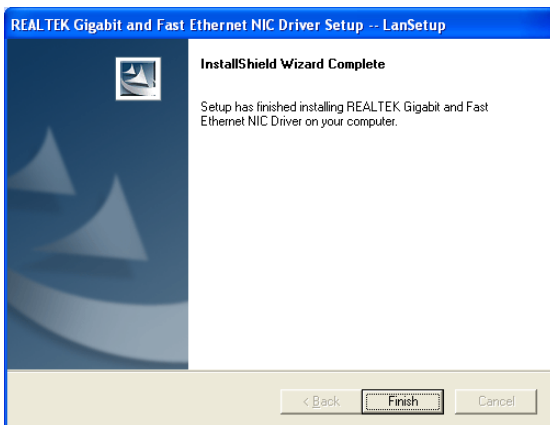 REALTEK Gigabit and Fast Ethernet NIC Driver Setup -- LanSetup
InstallShield Wizard Complete
Setup has finished installing REALTEK Gigabit and Fast
Ethernet NIC Driver on your computer.
< Back
Finish
Cancel